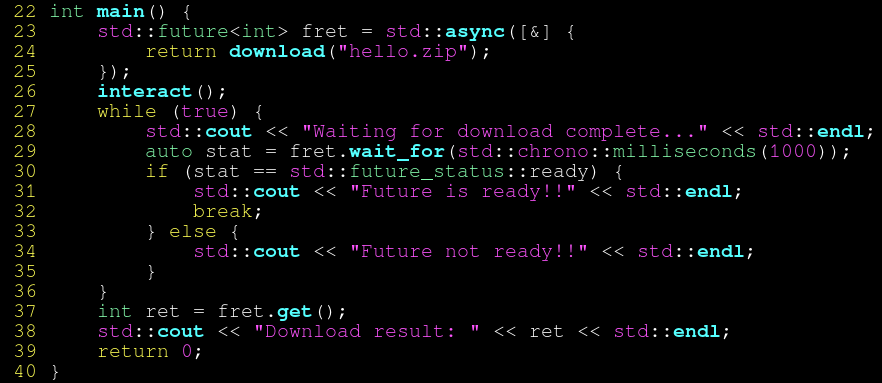 22 int main() {
23     std::future<int> fret = std::async([&] {
24         return download("hello.zip");
25     });
26     interact();
27     while (true) {
28         std::cout << "Waiting for download complete..." << std::endl;
29         auto stat = fret.wait_for(std::chrono::milliseconds(1000));
30         if (stat == std::future_status::ready) {
31             std::cout << "Future is ready!!" << std::endl;
32             break;
33         } else {
34             std::cout << "Future not ready!!" << std::endl;
35         }
36     }
37     int ret = fret.get();
38     std::cout << "Download result: " << ret << std::endl;
39     return 0;
40 }